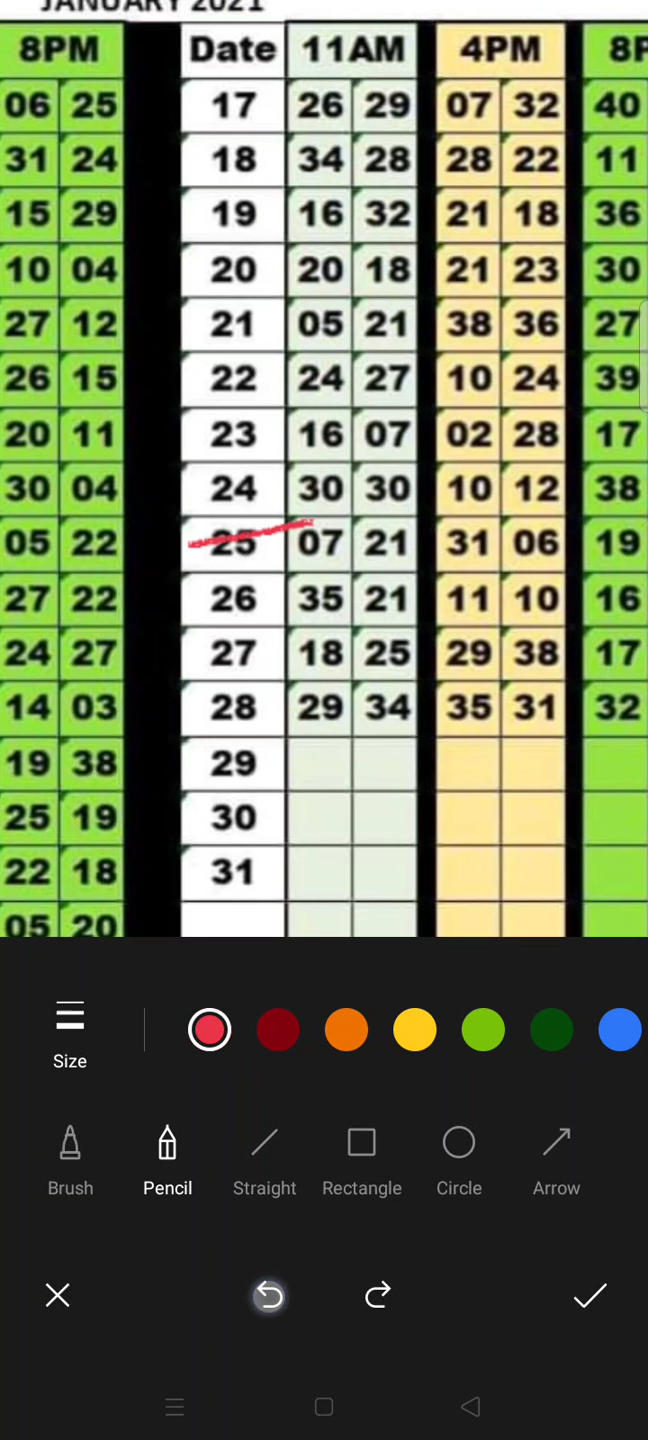 JANUARY 2021
8PM Date 11AM 4PM
06 25 17 26 29 07 32 40
31 24 18 34 28 28 22 11
15 29 19 16 32 21 18 36
10 04 20 20 18 21 23 30
27 12 21 05 21 38 36 27
26 15 22 24 27 10 24 39
20 11 23 16 07 02 28 17
30 04 24 30 30 10 12 38
05 22 25 07 21 31 06 19
27 22 26 35 21 11 10 16
24 27 27 18 25 29 38 17
14 03 28 29 34 35 31 32
19 38 29
25 19 30
22 18 31
05 20
Size
Brush Pencil Straight Rectangle Circle Arrow